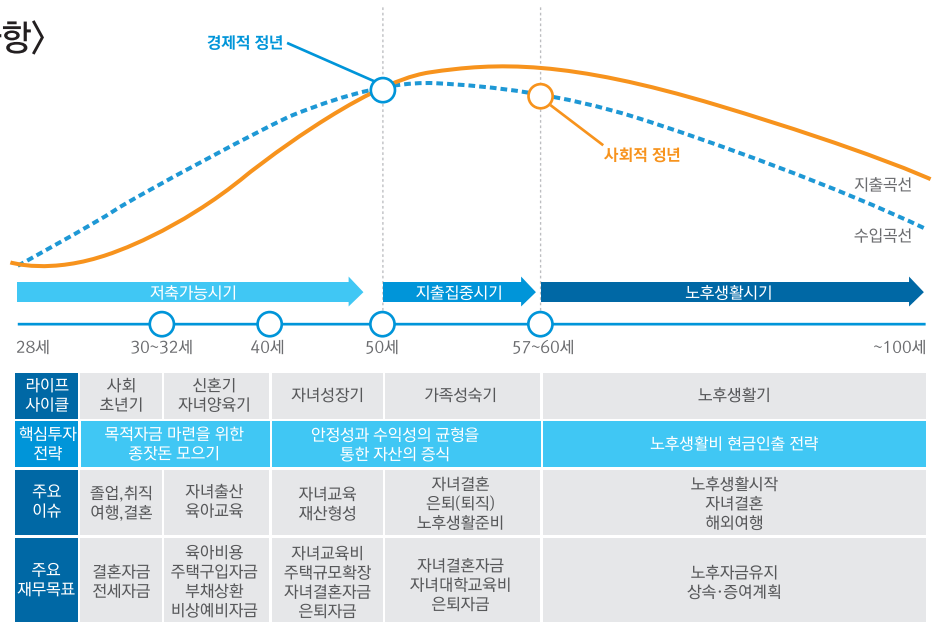 항〉
경제적 정년
사회적 정년
지출곡선
수입곡선
저축가능시기
지출집중시기
노후생활시기
28세
30~32세
40세
50세
57~60세
~100세
라이프
사이클
사회
초년기
신혼기
자녀양육기
자녀성장기
가족성숙기
노후생활기
핵심투자
전략
목적자금 마련을 위한
종잣돈 모으기
안정성과 수익성의 균형을
통한 자산의 증식
노후생활비 현금인출 전략
주요
이슈
졸업,취직
여행,결혼
자녀출산
육아교육
자녀교육
재산형성
자녀결혼
은퇴(퇴직)
노후생활준비
노후생활시작
자녀결혼
해외여행
주요
재무목표
결혼자금
전세자금
육아비용
주택구입자금
부채상환
비상예비자금
자녀교육비
주택규모확장
자녀결혼자금
은퇴자금
자녀결혼자금
자녀대학교육비
은퇴자금
노후자금유지
상속·증여계획